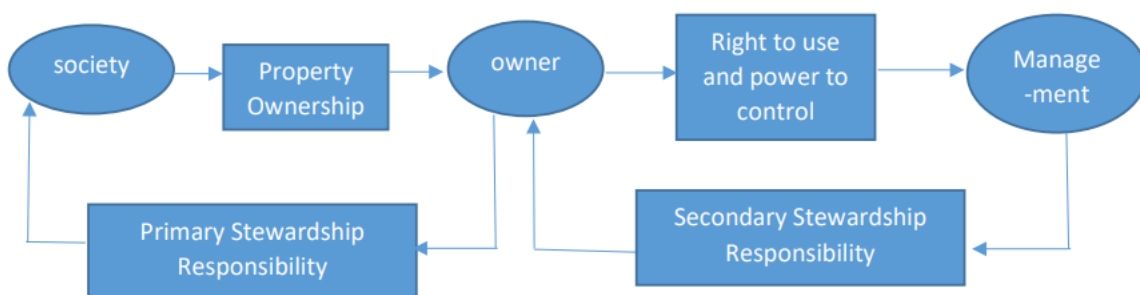 society
Property
Ownership
owner
Right to use
and power to
control
Manage
-ment
Primary Stewardship
Responsibility
Secondary Stewardship
Responsibility